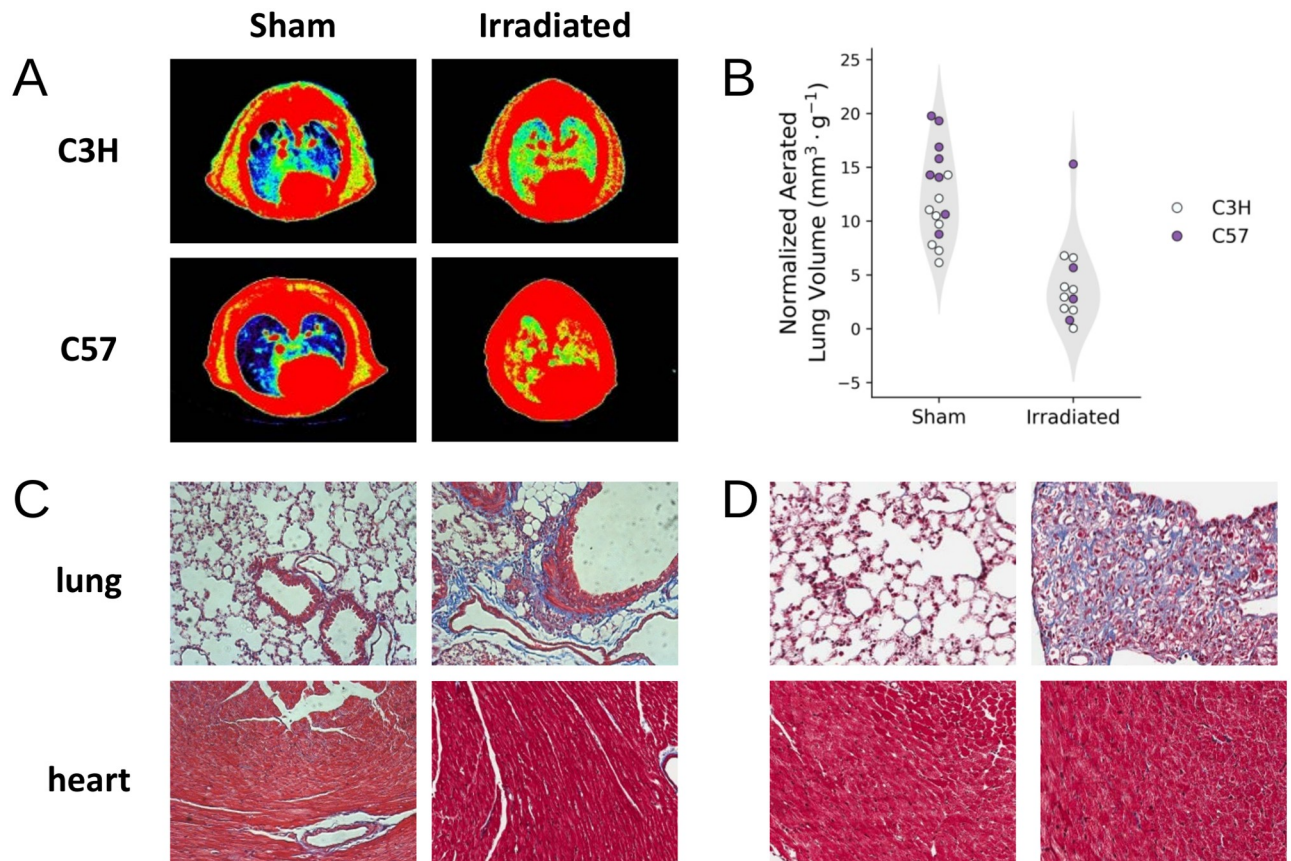 Sham Irradiated
A
C3H
C57
B
25
20
15
10
5
0
−5
Normalized Aerated
Lung Volume (mm³ · g⁻¹)
Sham Irradiated
C3H
C57
C
D
lung
heart